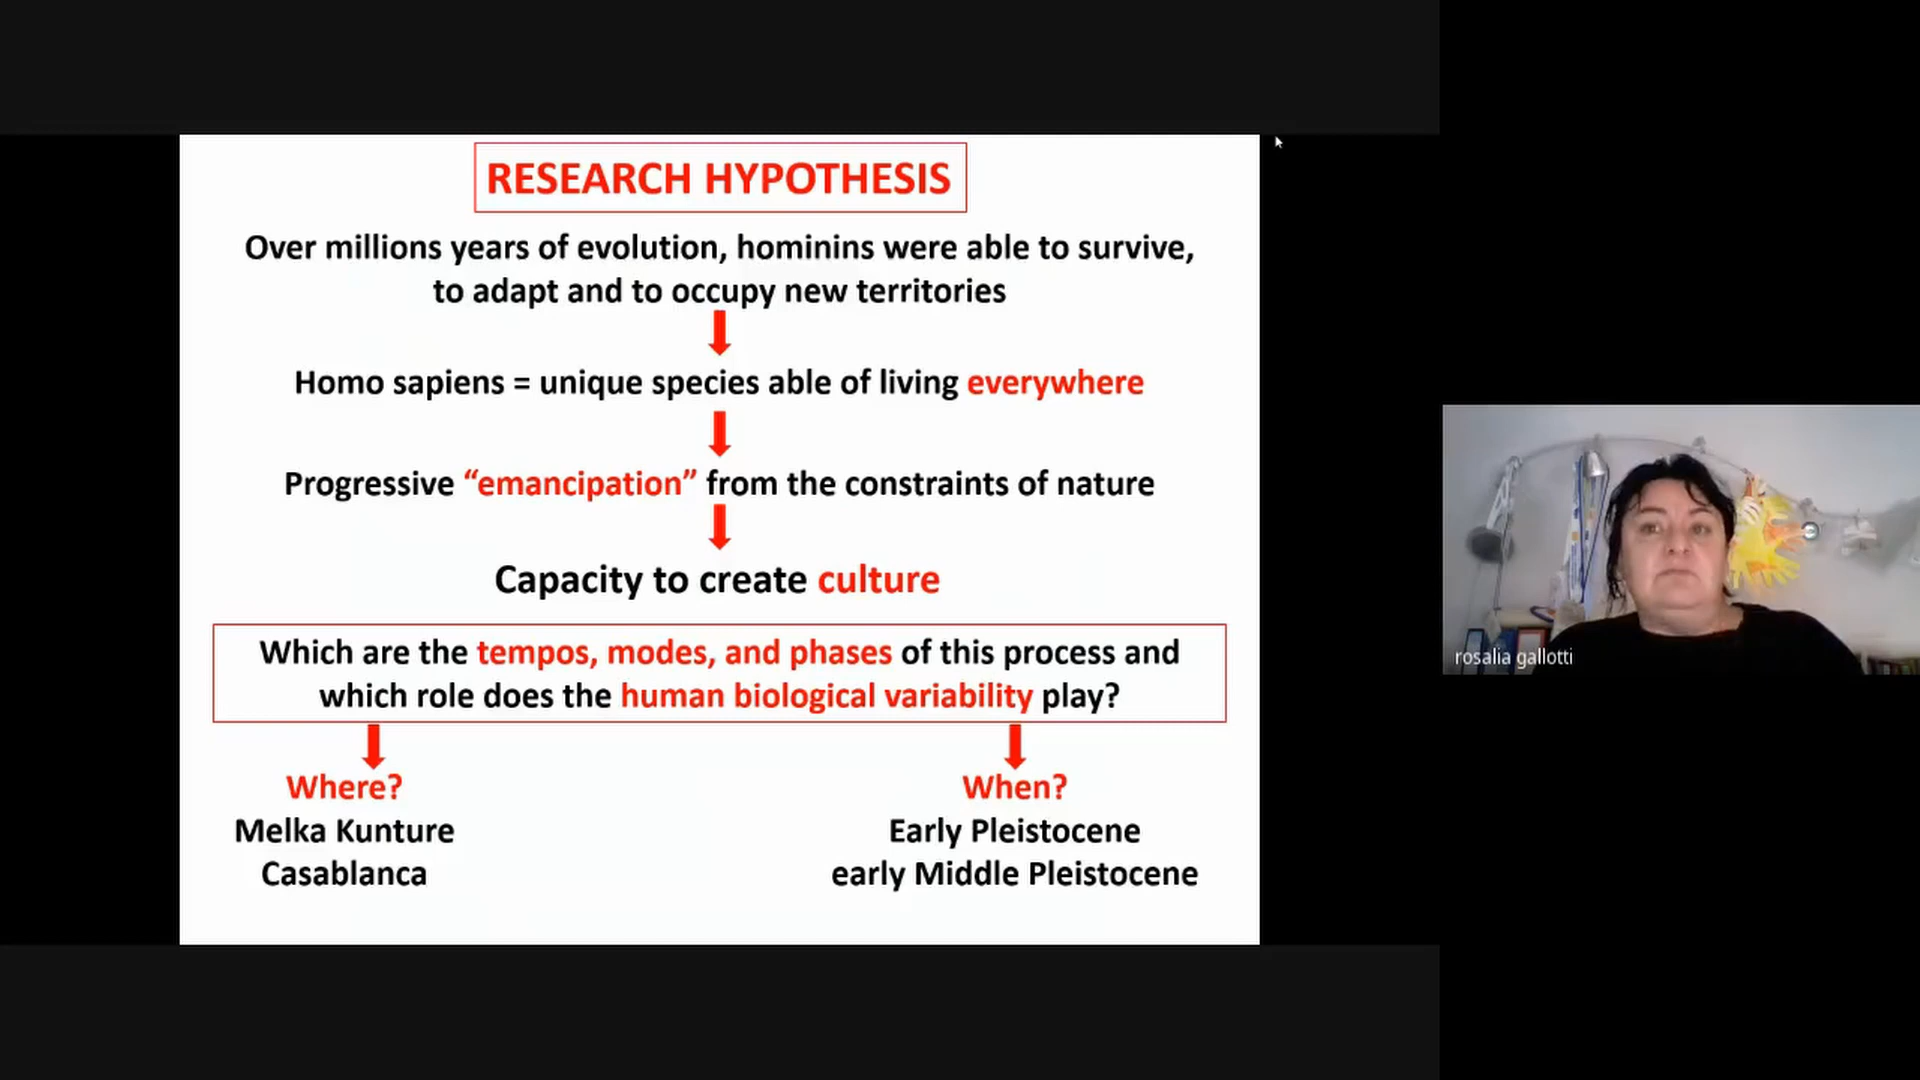 RESEARCH HYPOTHESIS
Over millions years of evolution, hominins were able to survive,
to adapt and to occupy new territories
Homo sapiens = unique species able of living everywhere
Progressive “emancipation” from the constraints of nature
Capacity to create culture
Which are the tempos, modes, and phases of this process and
which role does the human biological variability play?
Where?
Melka Kunture
Casablanca
When?
Early Pleistocene
early Middle Pleistocene
rosalia gallotti